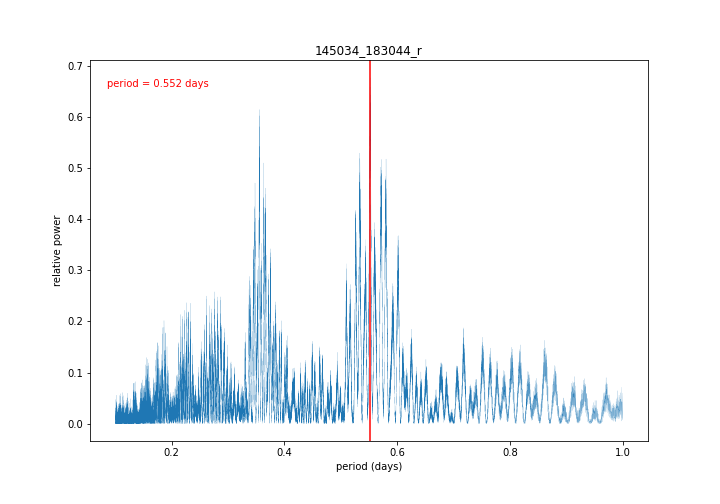 145034_183044_r
period = 0.552 days
0.7
0.6
0.5
0.4
0.3
0.2
0.1
0.0
relative power
0.2 0.4 0.6 0.8 1.0
period (days)